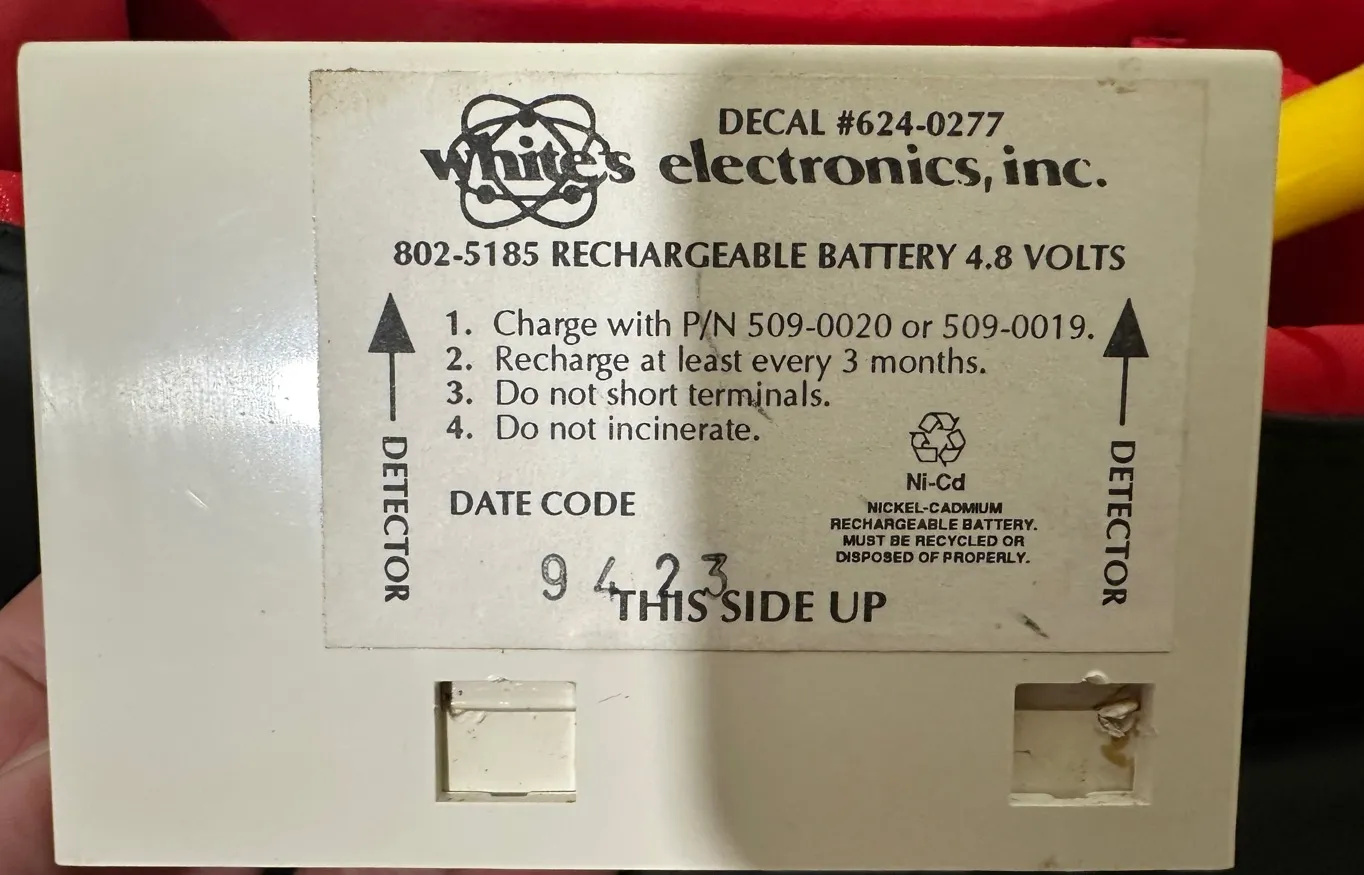 DECAL #624-0277
white's electronics, inc.
802-5185 RECHARGEABLE BATTERY 4.8 VOLTS
1. Charge with P/N 509-0020 or 509-0019.
2. Recharge at least every 3 months.
3. Do not short terminals.
4. Do not incinerate.
DETECTOR
DETECTOR
Ni-Cd
NICKEL-CADMIUM
RECHARGEABLE BATTERY.
MUST BE RECYCLED OR
DISPOSED OF PROPERLY.
DATE CODE
9423
THIS SIDE UP